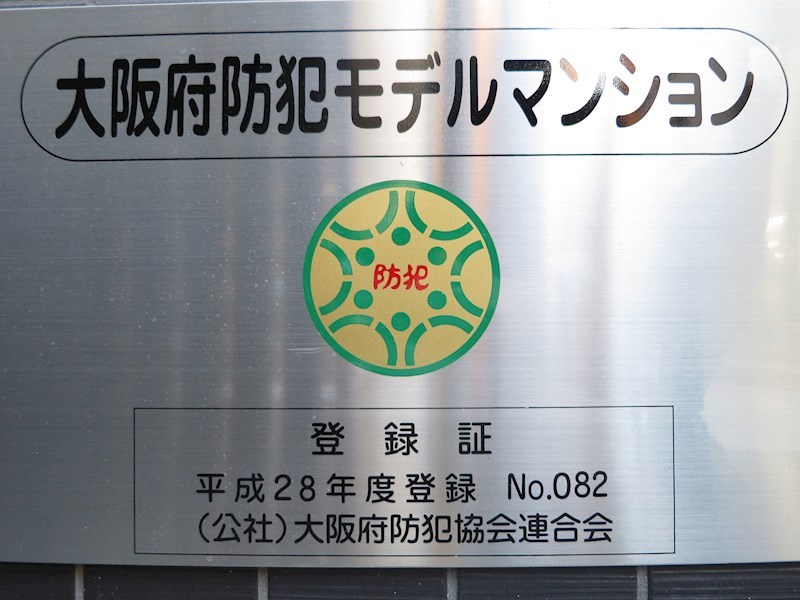 大阪府防犯モデルマンション
防犯
登録証
平成28年度登録 No.082
（公社）大阪府防犯協会連合会